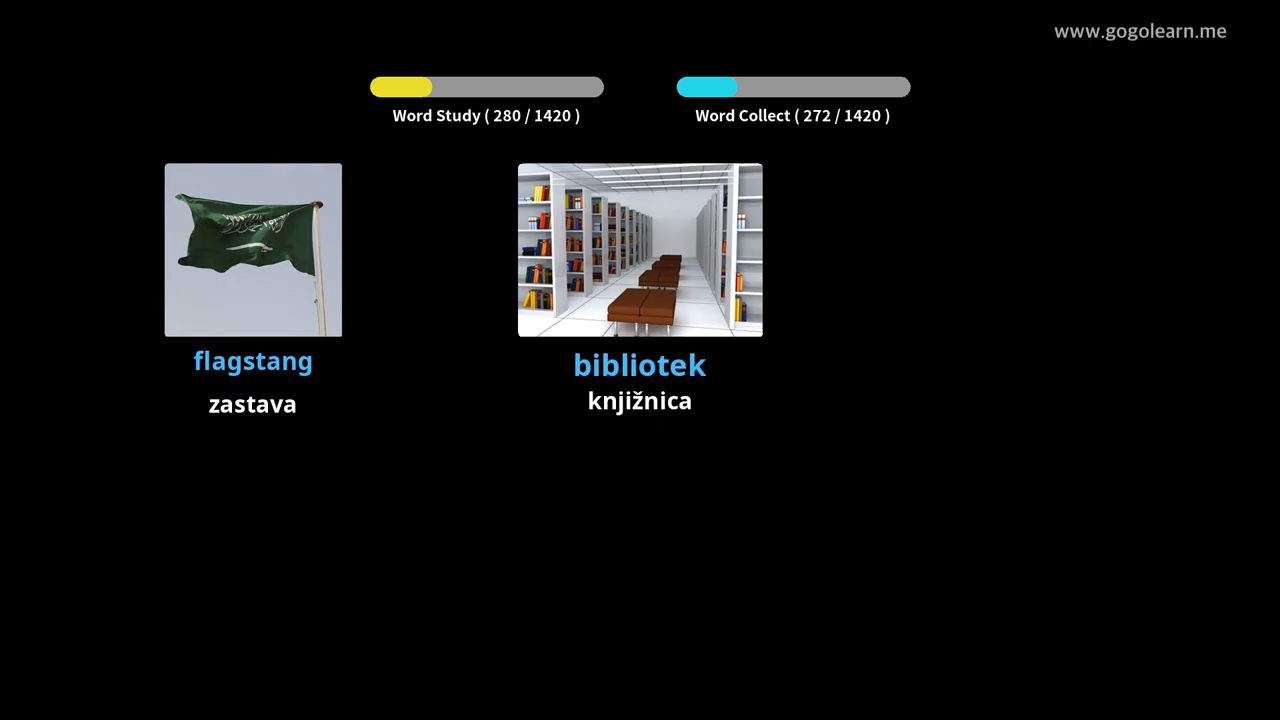 www.gogolearn.me
Word Study ( 280 / 1420 )
Word Collect ( 272 / 1420 )
flagstang
zastava
bibliotek
knjižnica